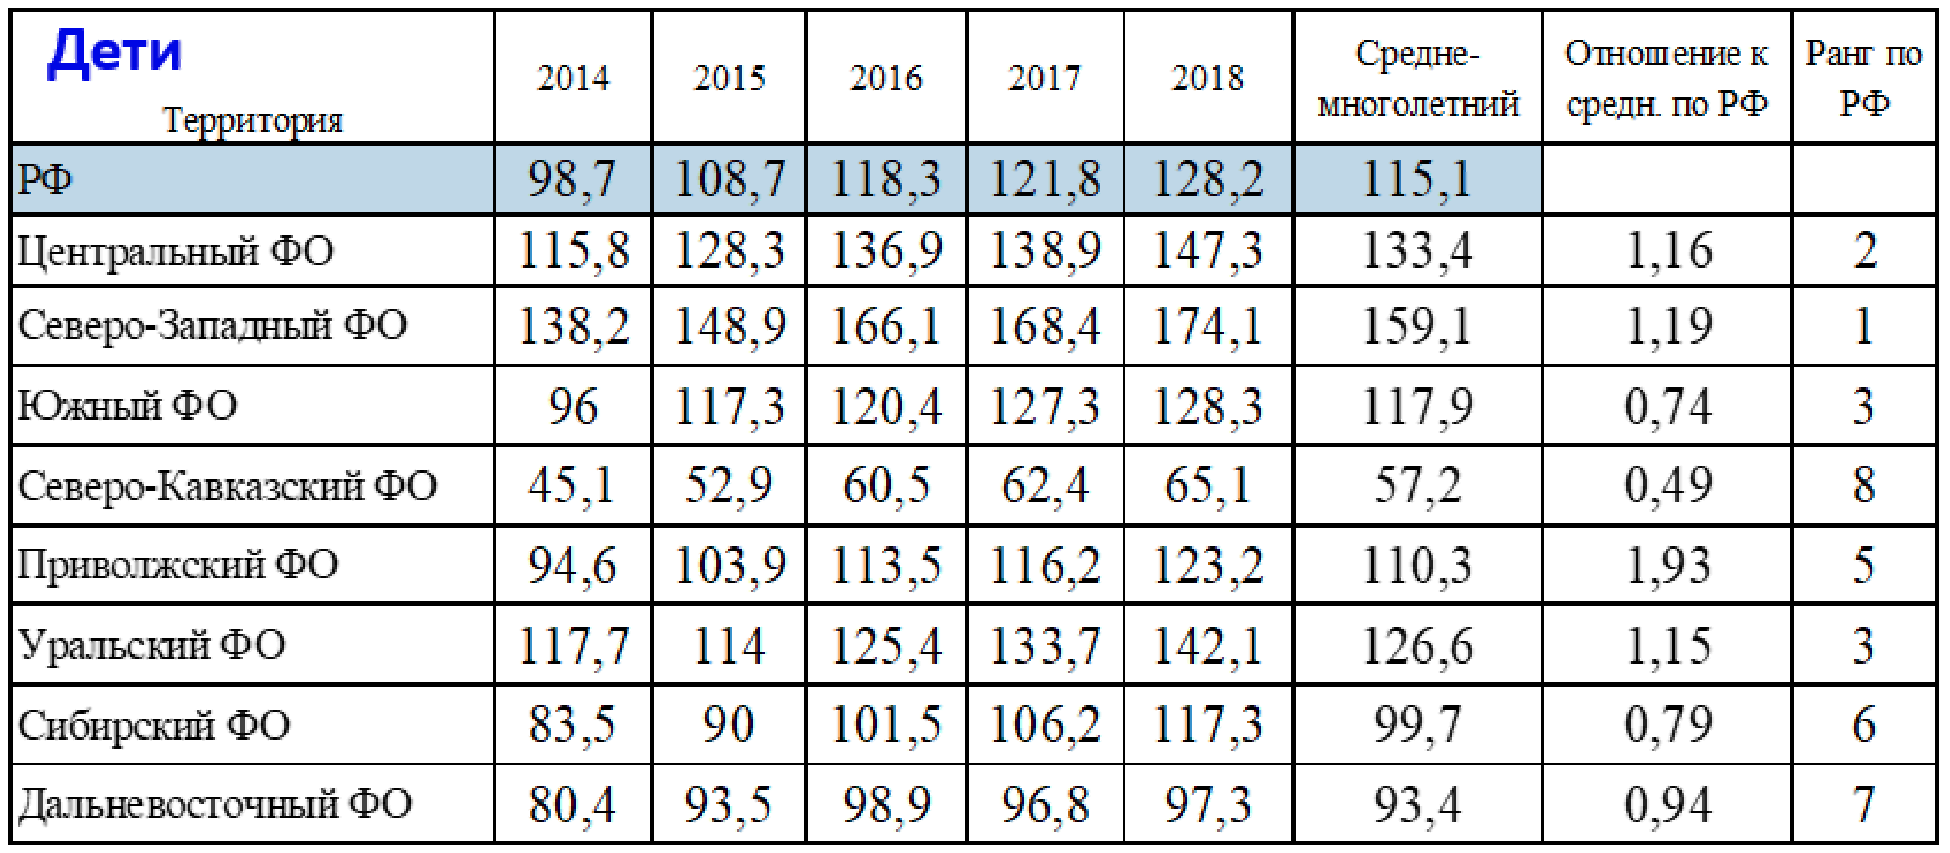 Дети
Территория 2014 2015 2016 2017 2018 Средне-многолетний Отношение к средн. по РФ Ранг по РФ
РФ 98,7 108,7 118,3 121,8 128,2 115,1
Центральный ФО 115,8 128,3 136,9 138,9 147,3 133,4 1,16 2
Северо-Западный ФО 138,2 148,9 166,1 168,4 174,1 159,1 1,19 1
Южный ФО 96 117,3 120,4 127,3 128,3 117,9 0,74 3
Северо-Кавказский ФО 45,1 52,9 60,5 62,4 65,1 57,2 0,49 8
Приволжский ФО 94,6 103,9 113,5 116,2 123,2 110,3 1,93 5
Уральский ФО 117,7 114 125,4 133,7 142,1 126,6 1,15 3
Сибирский ФО 83,5 90 101,5 106,2 117,3 99,7 0,79 6
Дальневосточный ФО 80,4 93,5 98,9 96,8 97,3 93,4 0,94 7